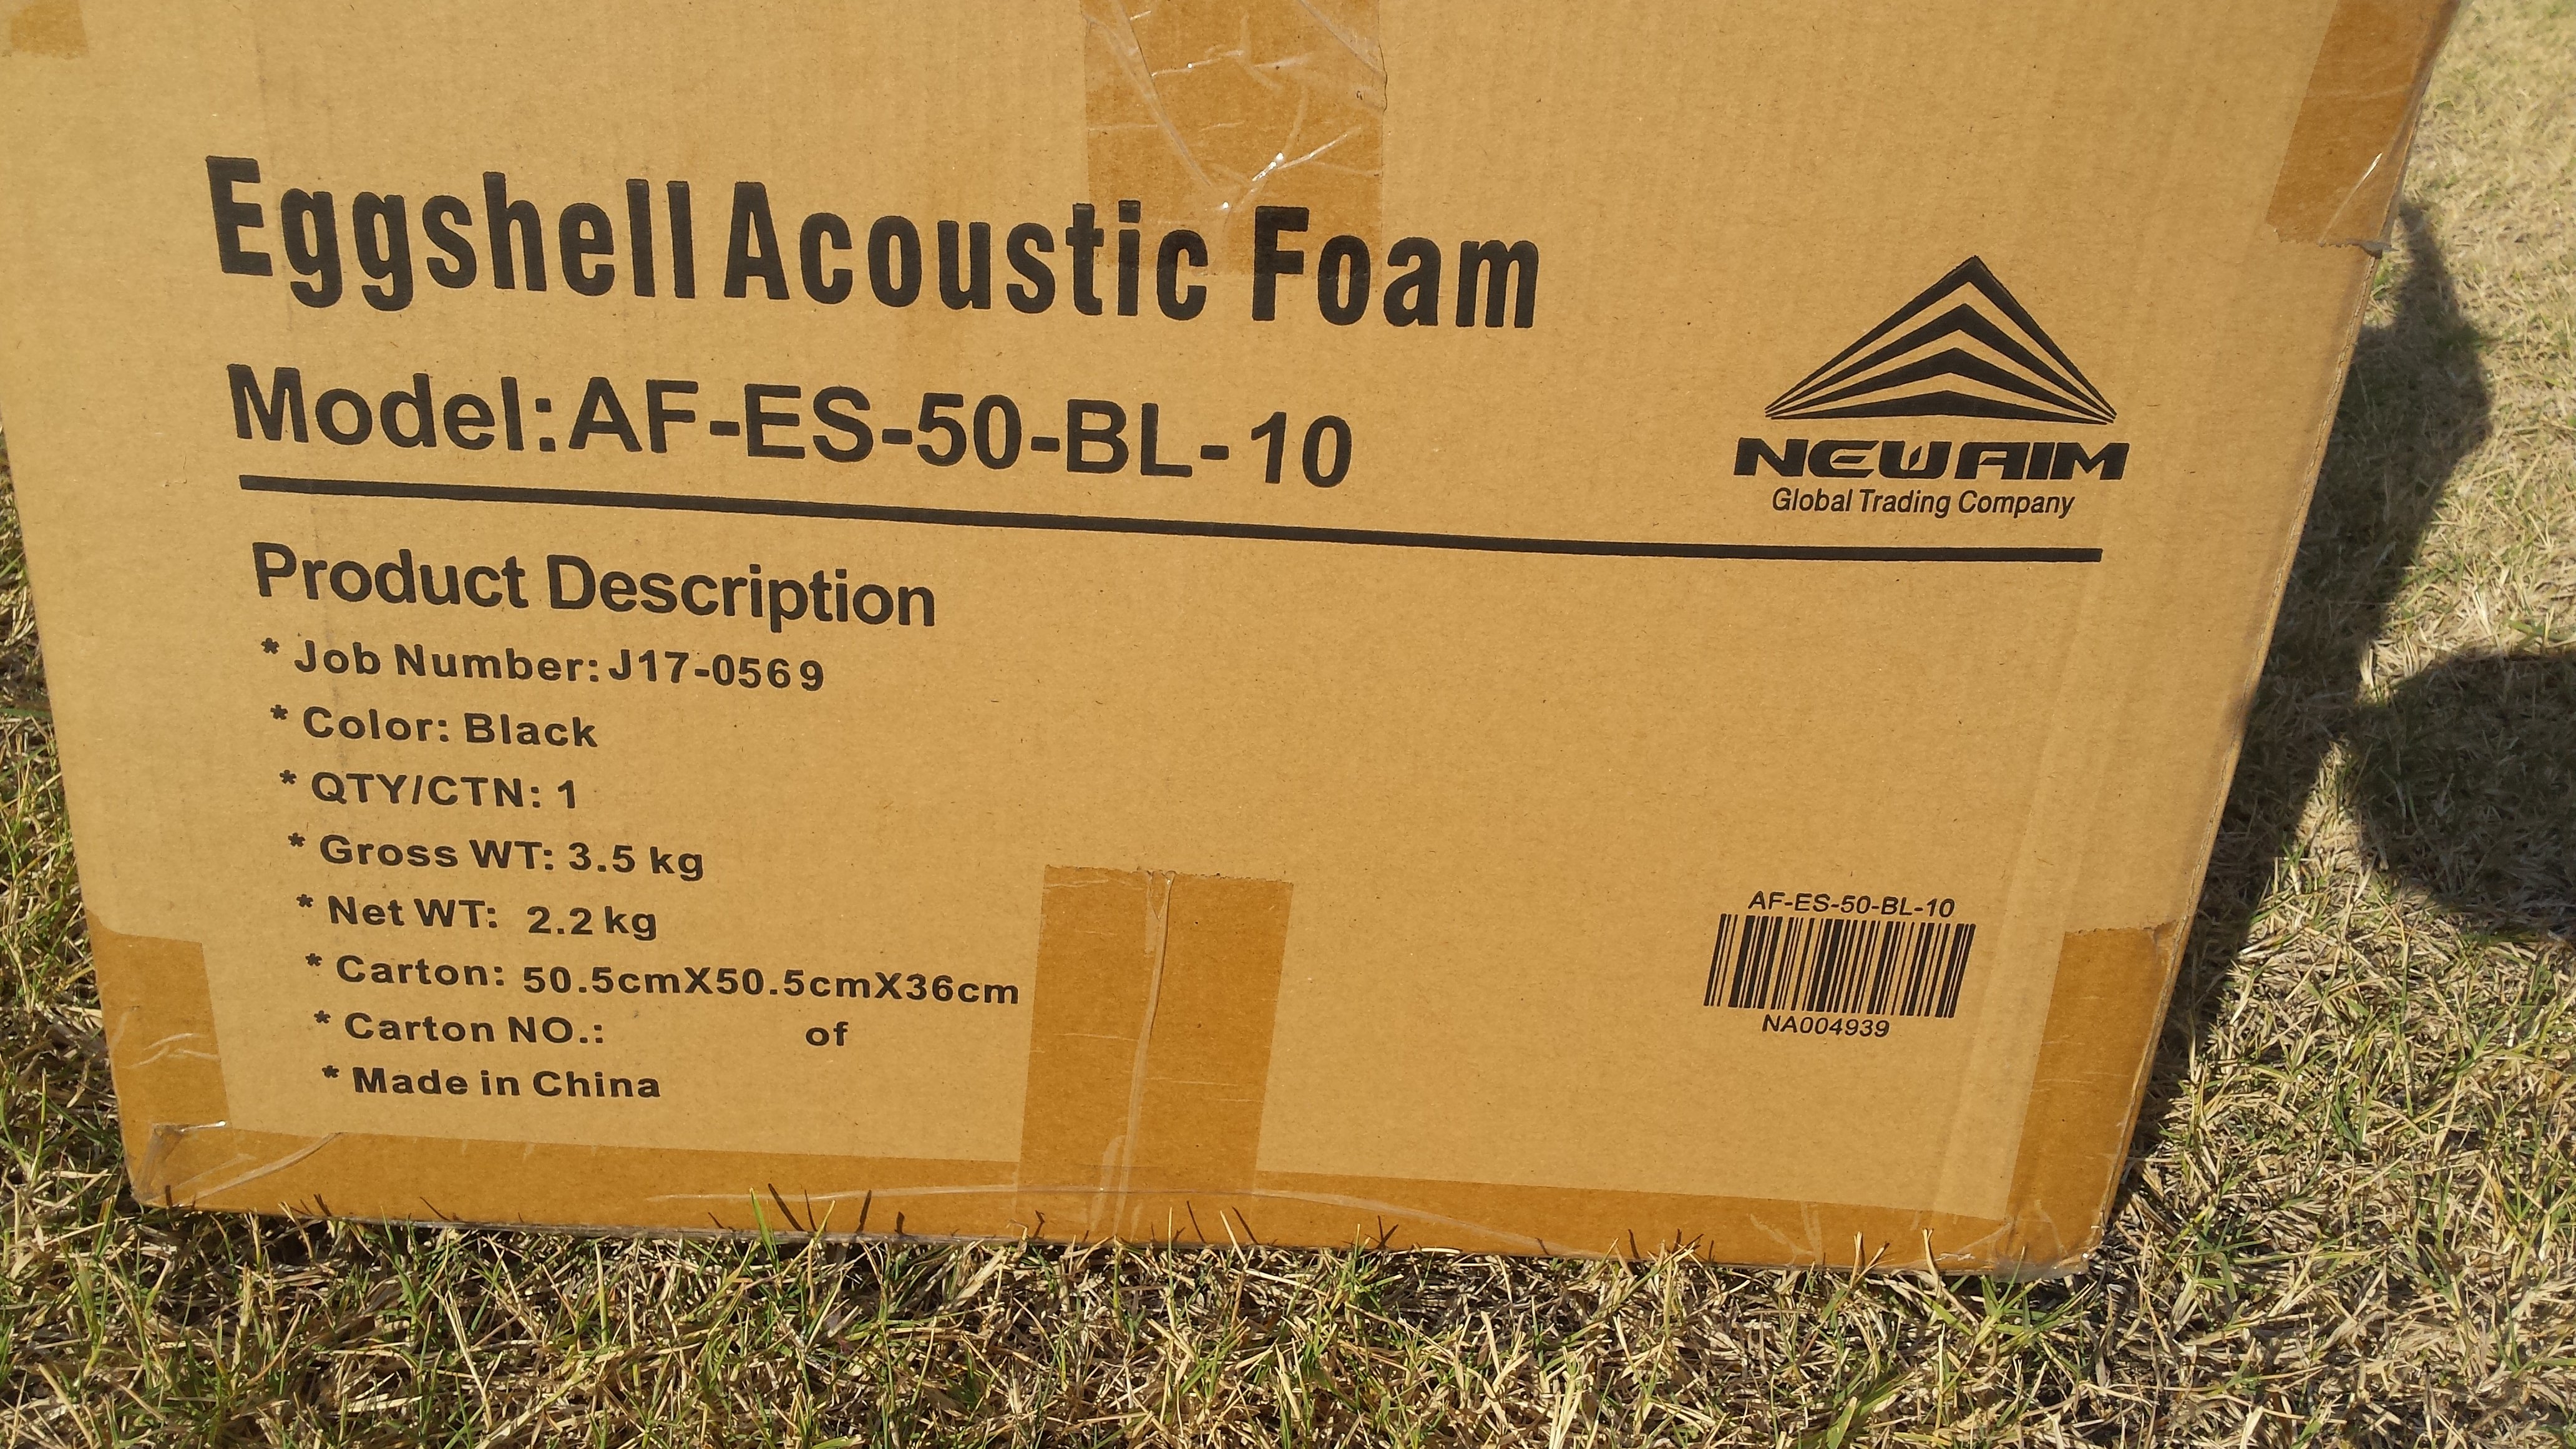 Eggshell Acoustic Foam
Model:AF-ES-50-BL-10
NEWAIM
Global Trading Company
Product Description
* Job Number:J17-0569
* Color: Black
* QTY/CTN: 1
* Gross WT: 3.5 kg
* Net WT: 2.2 kg
* Carton: 50.5cmX50.5cmX36cm
* Carton NO.: of
* Made in China
AF-ES-50-BL-10
NA004939